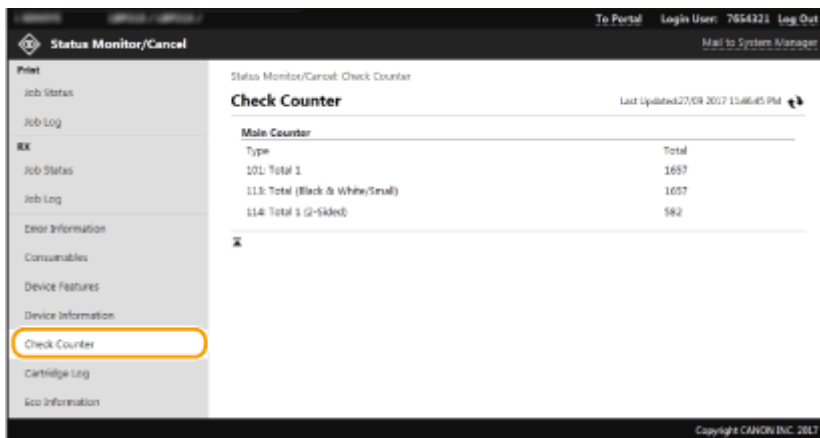 To Portal Login User: 7654321 Log Out
Status Monitor/Cancel
Mail to System Manager
Print
Job Status
Job Log
RX
Job Status
Job Log
Error Information
Consumables
Device Features
Device Information
Check Counter
Cartridge Log
Eco Information
Status Monitor/Cancel: Check Counter
Check Counter
Last Updated:27/09 2017 11:46:45 PM
Main Counter
Type Total
101: Total 1 1657
113: Total (Black & White/Small) 1657
114: Total 1 (2-Sided) 582
Copyright CANON INC. 2017